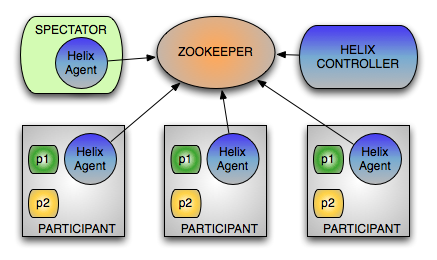 SPECTATOR
Helix
Agent
ZOOKEEPER
HELIX
CONTROLLER
p1
Helix
Agent
p2
PARTICIPANT
p1
Helix
Agent
p2
PARTICIPANT
p1
Helix
Agent
p2
PARTICIPANT